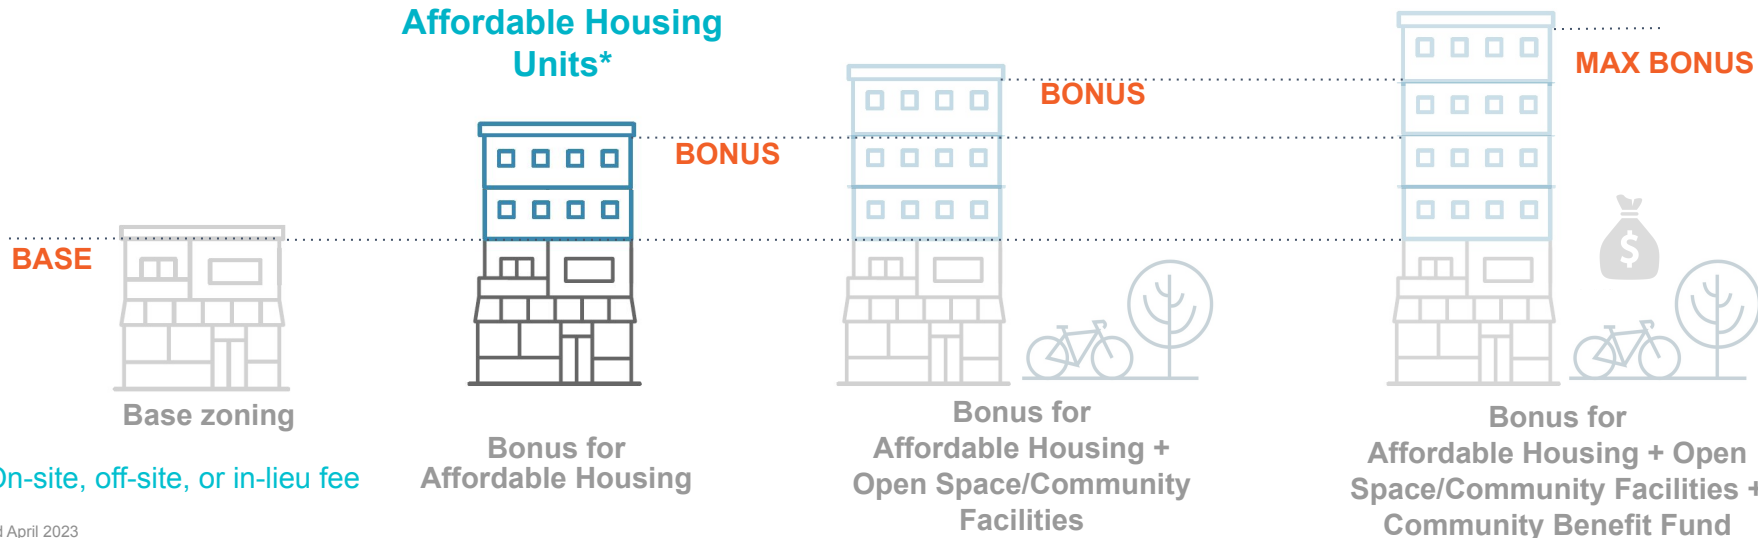 Affordable Housing
Units*
MAX BONUS
BONUS
BONUS
BASE
$
Base zoning
Bonus for
Affordable Housing
Bonus for
Affordable Housing +
Open Space/Community
Facilities
Bonus for
Affordable Housing + Open
Space/Community Facilities +
Community Benefit Fund
On-site, off-site, or in-lieu fee
April 2023